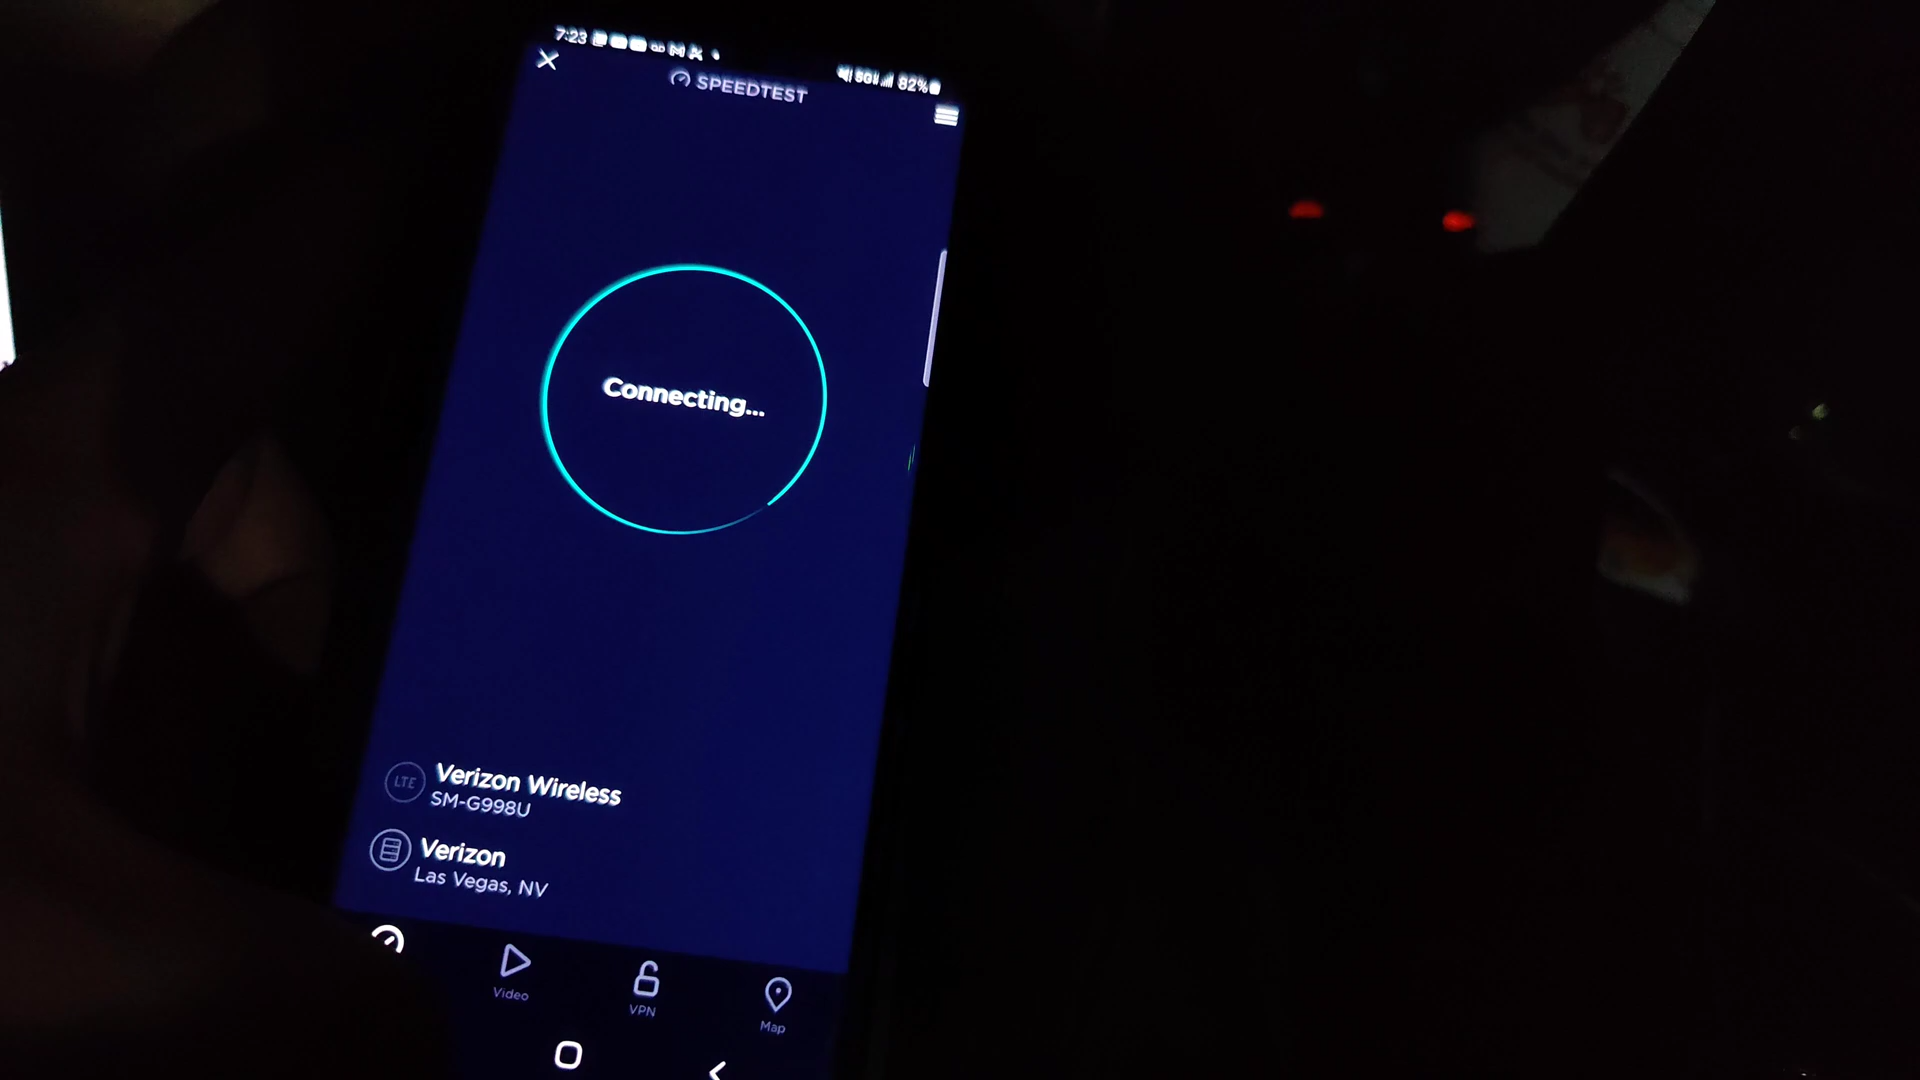 7:23
82%
SPEEDTEST
Connecting...
LTE
Verizon Wireless
SM-G998U
Verizon
Las Vegas, NV
Video
VPN
Map